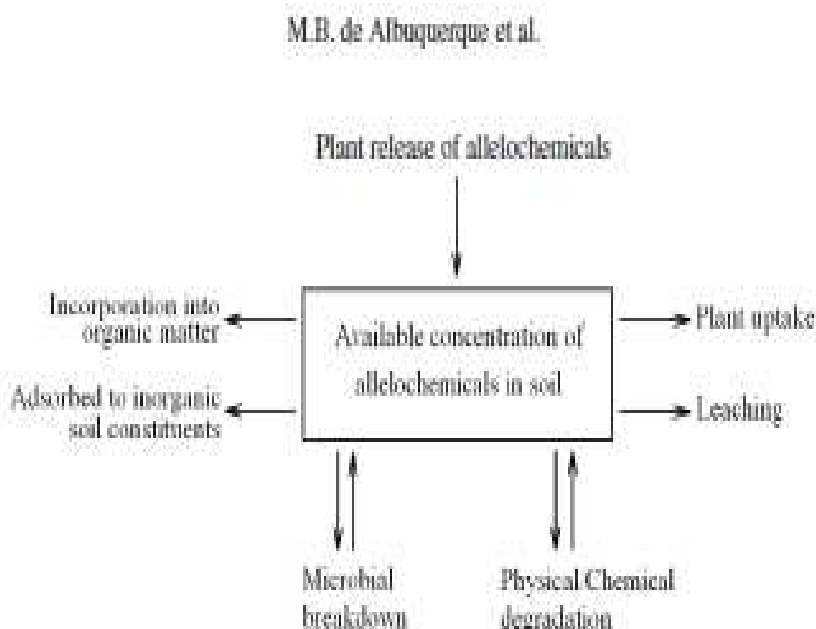 M.B. de Albuquerque et al.
Plant release of allelochemicals
Incorporation into
organic matter
Available concentration of
allelochemicals in soil
Plant uptake
Adsorbed to inorganic
soil constituents
Leaching
Microbial
breakdown
Physical Chemical
degradation